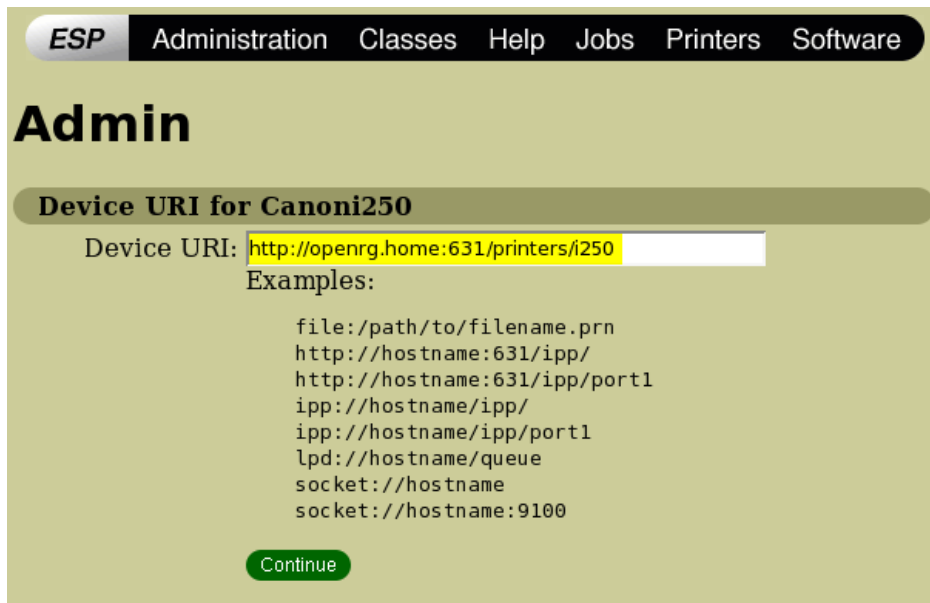 ESP Administration Classes Help Jobs Printers Software
Admin
Device URI for Canoni250
Device URI: http://openrg.home:631/printers/i250
Examples:
file:/path/to/filename.prn
http://hostname:631/ipp/
http://hostname:631/ipp/port1
ipp://hostname/ipp/
ipp://hostname/ipp/port1
lpd://hostname/queue
socket://hostname
socket://hostname:9100
Continue